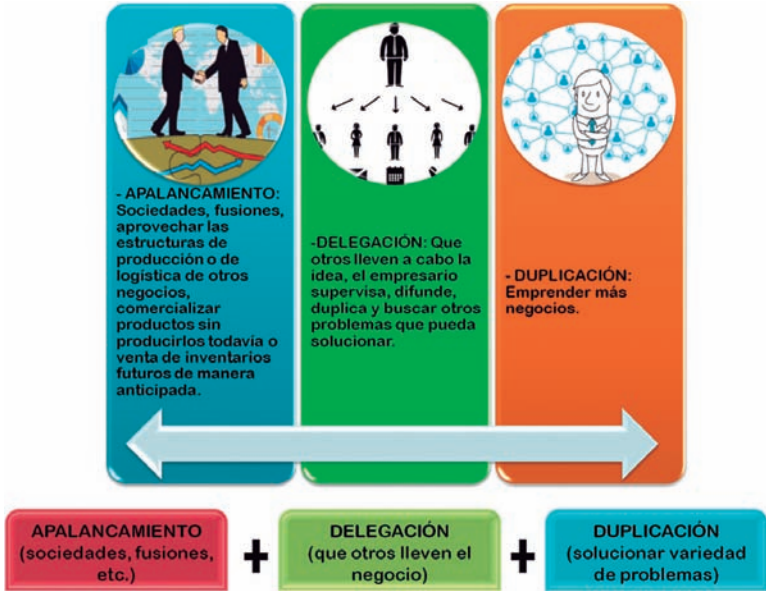 - APALANCAMIENTO:
Sociedades, fusiones,
aprovechar las
estructuras de
producción o de
logística de otros
negocios,
comercializar
productos sin
producirlos todavía o
venta de inventarios
futuros de manera
anticipada.
-DELEGACIÓN: Que
otros lleven a cabo la
idea, el empresario
supervisa, difunde,
duplica y buscar otros
problemas que pueda
solucionar.
- DUPLICACIÓN:
Emprender más
negocios.
APALANCAMIENTO
(sociedades, fusiones,
etc.)
+
DELEGACIÓN
(que otros lleven el
negocio)
+
DUPLICACIÓN
(solucionar variedad
de problemas)